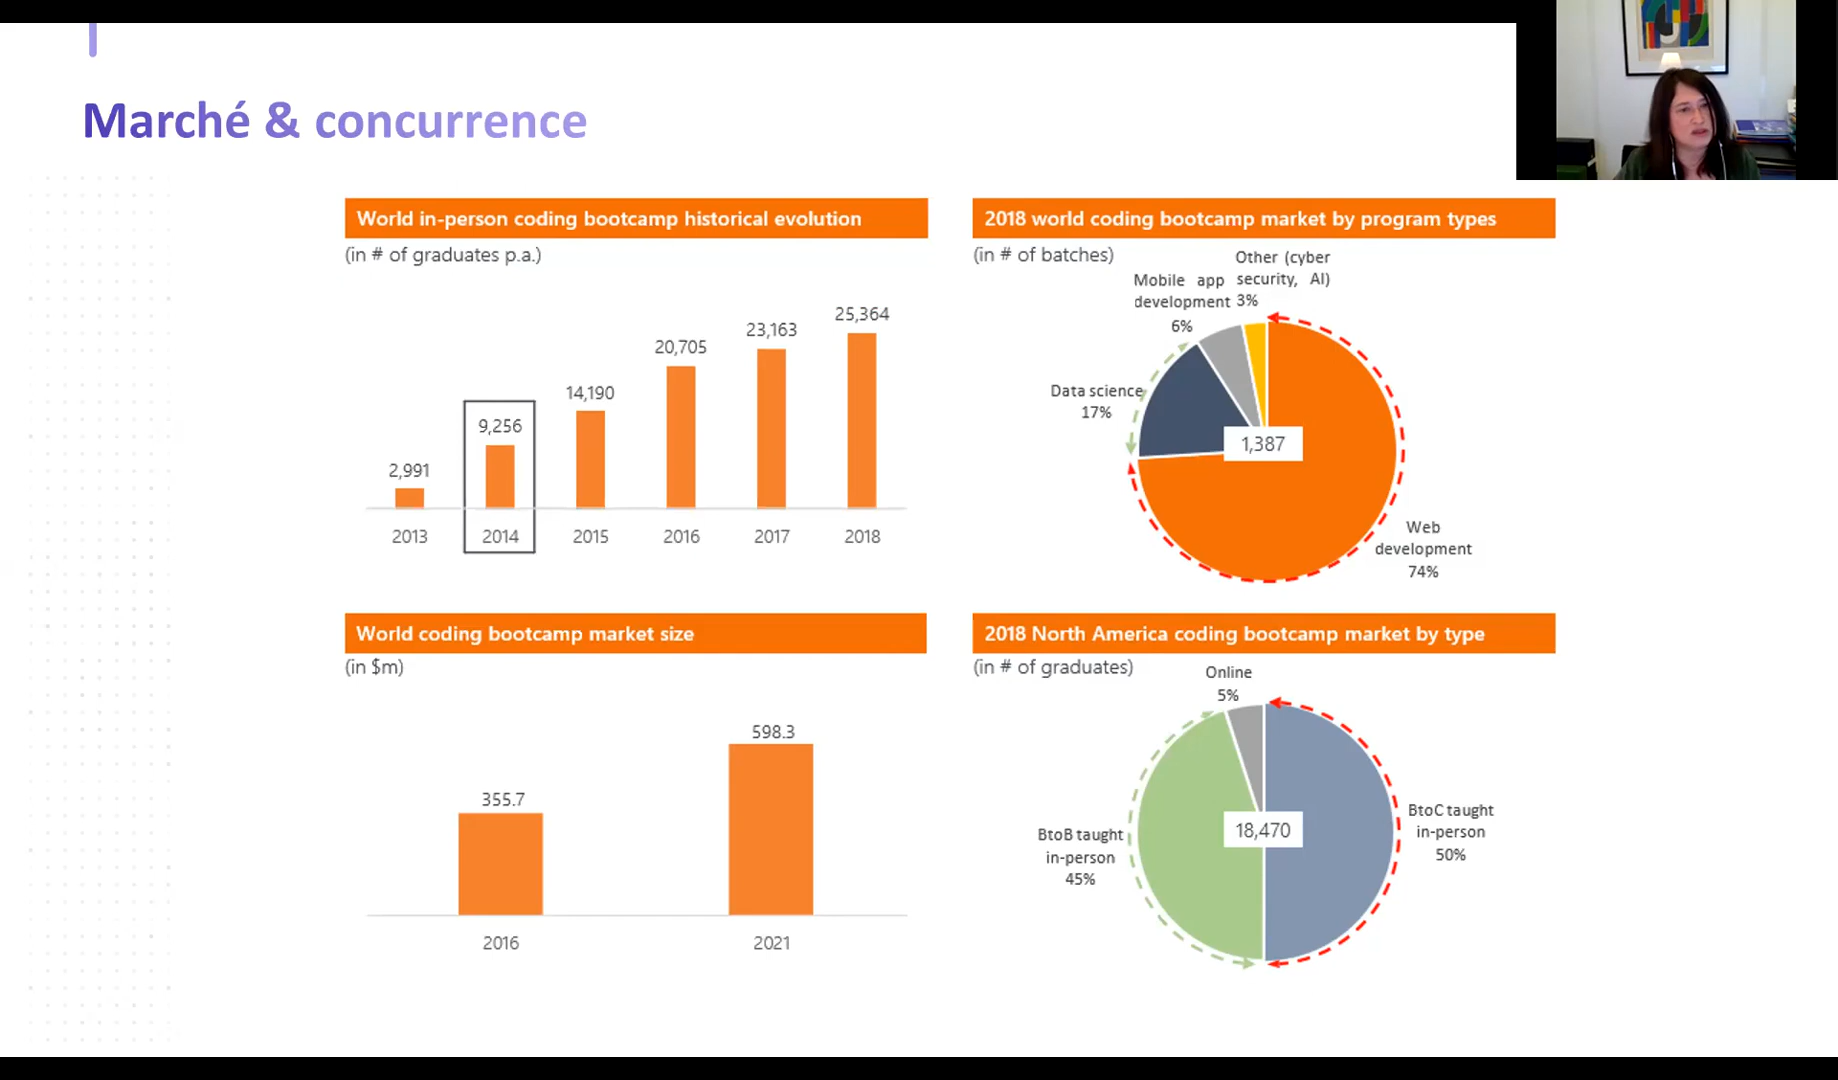 Marché & concurrence
World in-person coding bootcamp historical evolution
(in # of graduates p.a.)
2,991
9,256
14,190
20,705
23,163
25,364
2013
2014
2015
2016
2017
2018
2018 world coding bootcamp market by program types
(in # of batches)
Other (cyber
security, AI)
3%
Mobile app
development
6%
Data science
17%
1,387
Web
development
74%
World coding bootcamp market size
(in $m)
355.7
598.3
2016
2021
2018 North America coding bootcamp market by type
(in # of graduates)
Online
5%
BtoB taught
in-person
45%
18,470
BtoC taught
in-person
50%